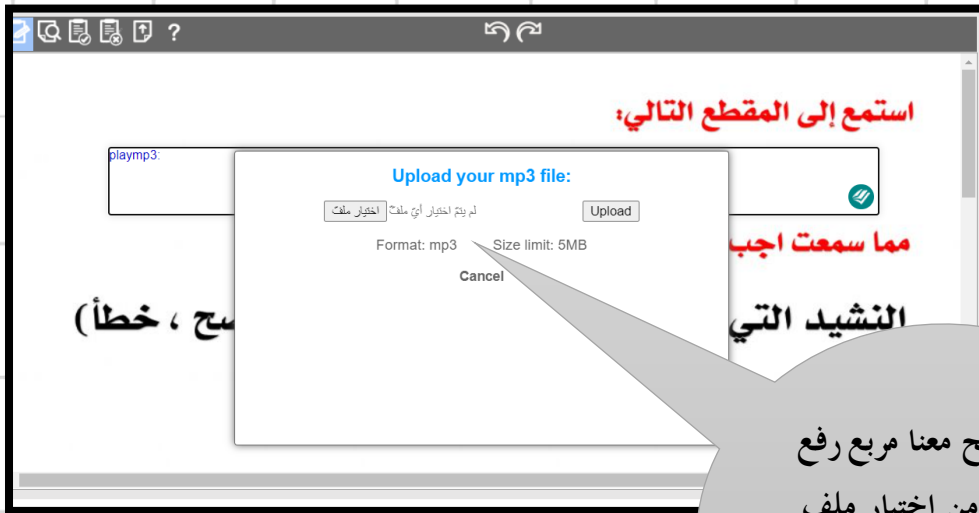 ?
استمع إلى المقطع التالي:
playmp3:
Upload your mp3 file:
اختيار ملف لم يتمّ اختيار أيّ ملفّ Upload
Format: mp3 Size limit: 5MB
Cancel
مما سمعت اجب
النشيد التي ، خطأ)
معنا مربع رفع
من اختيار ملف